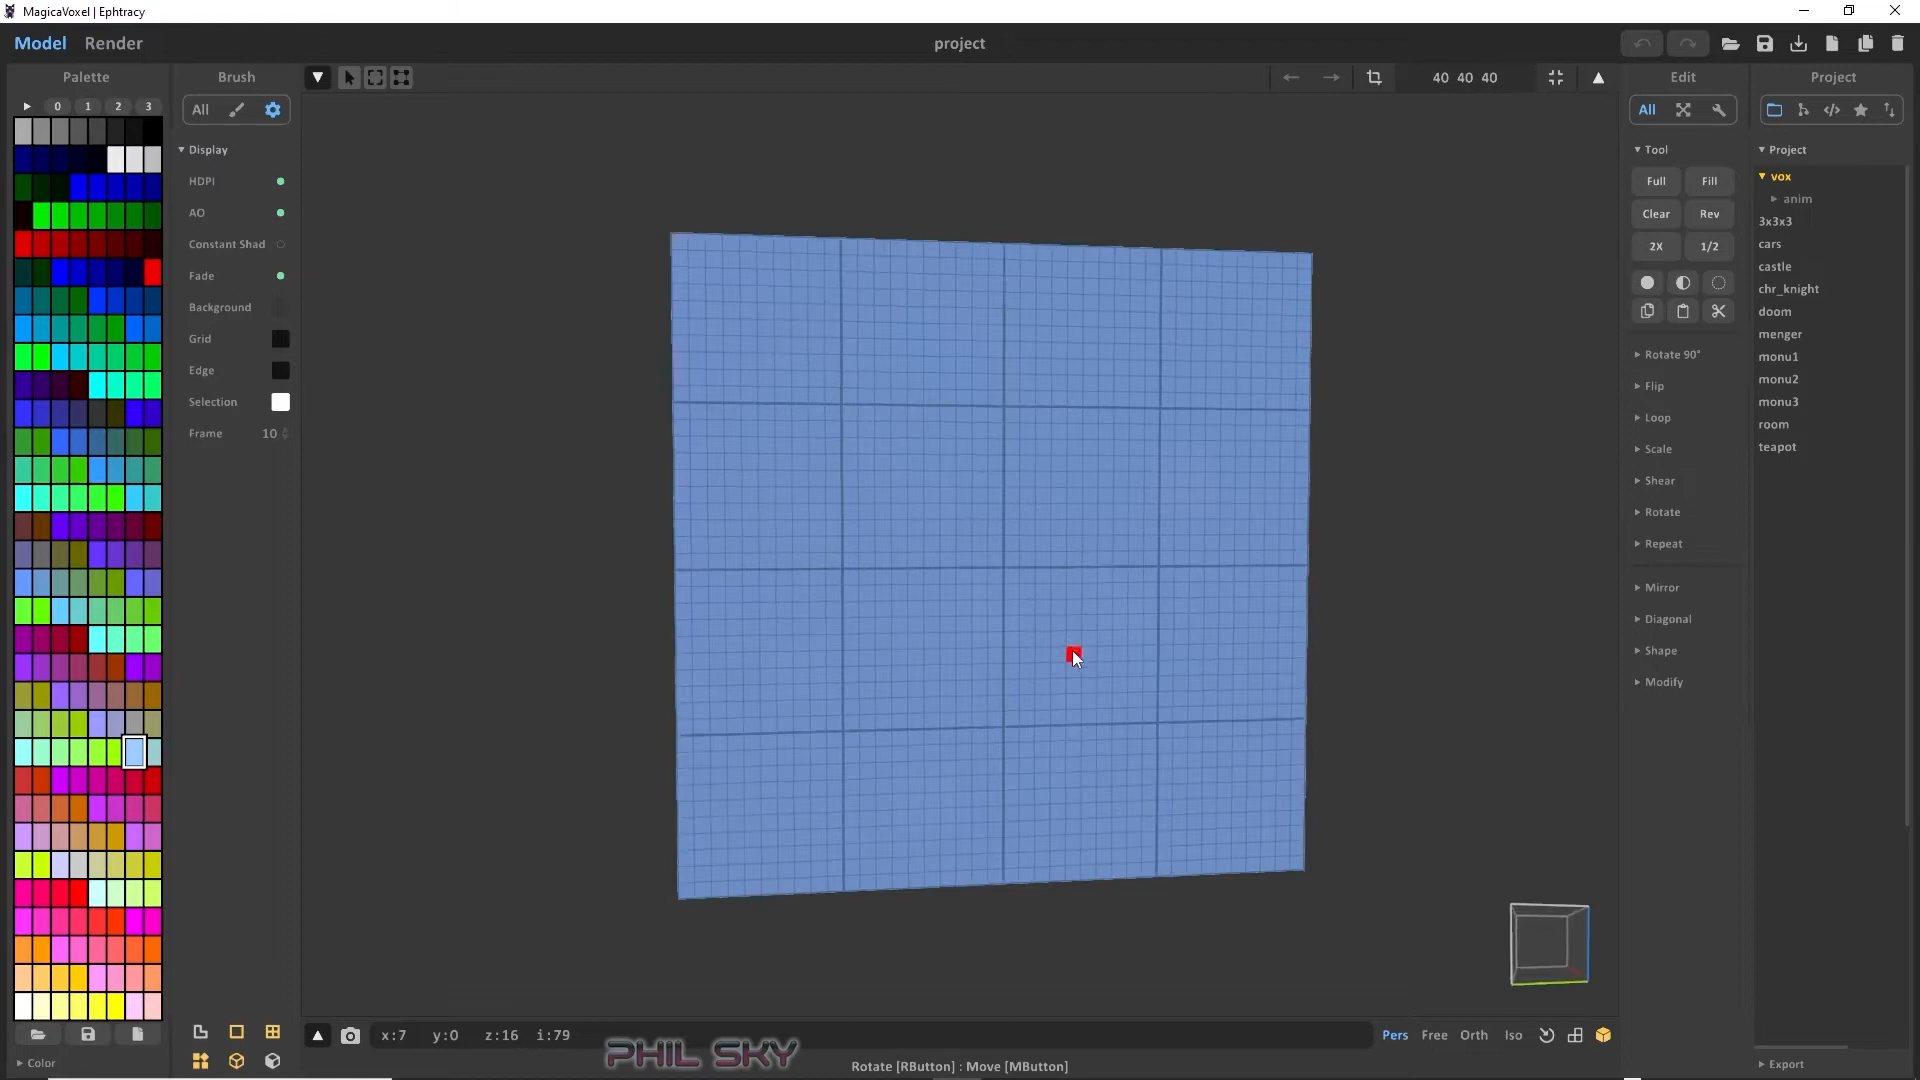 MagicaVoxel | Ephtracy
Model Render
project
Palette
Brush
40 40 40
Edit
Project
0 1 2 3
All
All
Display
Tool
Project
HDPI
Full Fill
vox
anim
AO
Clear Rev
3x3x3
Constant Shad
2X 1/2
cars
Fade
castle
chr_knight
Background
doom
Grid
menger
Rotate 90°
monu1
Edge
Flip
monu2
Selection
monu3
Loop
room
Frame 10
Scale
teapot
Shear
Rotate
Repeat
Mirror
Diagonal
Shape
Modify
x:7 y:0 z:16 i:79
Pers Free Orth Iso
PHIL SKY
Color
Rotate [RButton] : Move [MButton]
Export